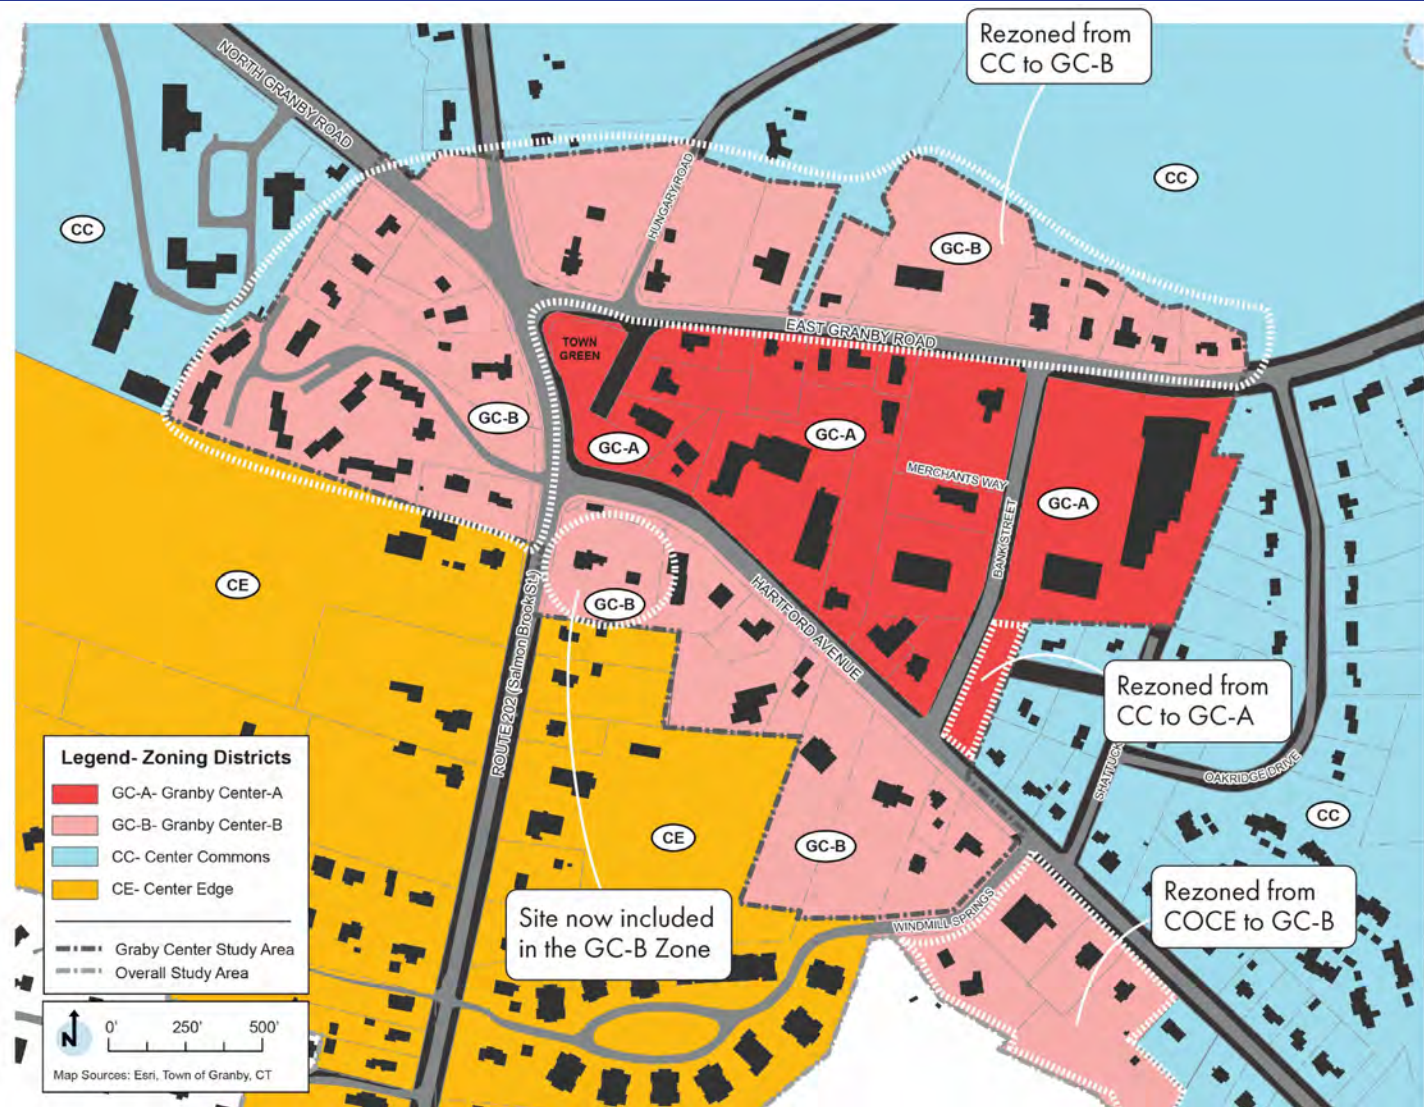 Rezoned from
CC to GC-B
NORTH GRANBY ROAD
CC
CC
HUNGARY ROAD
GC-B
EAST GRANBY ROAD
TOWN
GREEN
GC-B
GC-A
GC-A
MERCHANTS WAY
GC-A
BANK STREET
CE
GC-B
HARTFORD AVENUE
ROUTE 202 (Salmon Brook St.)
Rezoned from
CC to GC-A
SHATTUCK
OAKRIDGE DRIVE
CC
CE
GC-B
Rezoned from
COCE to GC-B
WINDMILL SPRINGS
Site now included
in the GC-B Zone
Legend- Zoning Districts
GC-A- Granby Center-A
GC-B- Granby Center-B
CC- Center Commons
CE- Center Edge
Graby Center Study Area
Overall Study Area
N
0' 250' 500'
Map Sources: Esri, Town of Granby, CT